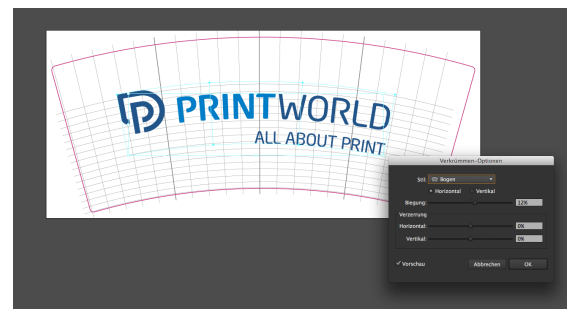 PRINTWORLD
ALL ABOUT PRINT
Verkrümmen-Optionen
Stil: Bogen
Horizontal Vertikal
Biegung: 12%
Verzerrung
Horizontal: 0%
Vertikal: 0%
Vorschau Abbrechen OK